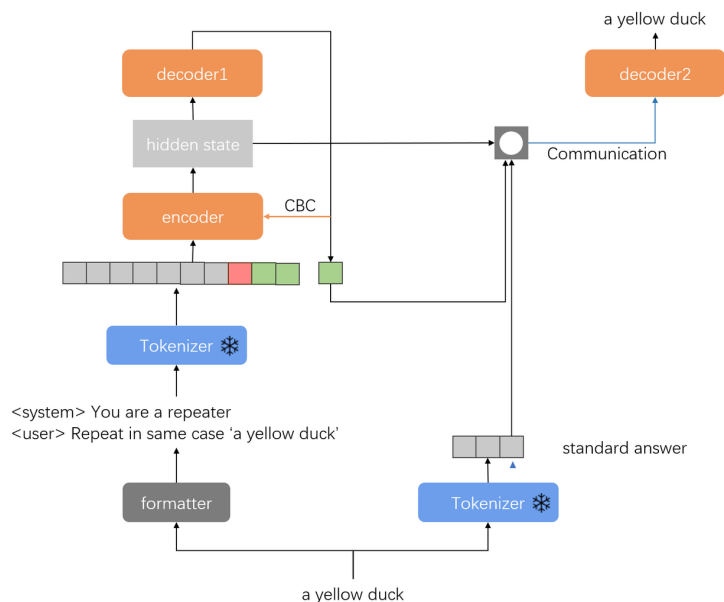 a yellow duck
decoder1
decoder2
hidden state
Communication
CBC
encoder
Tokenizer
<system> You are a repeater
<user> Repeat in same case ‘a yellow duck’
standard answer
formatter
Tokenizer
a yellow duck